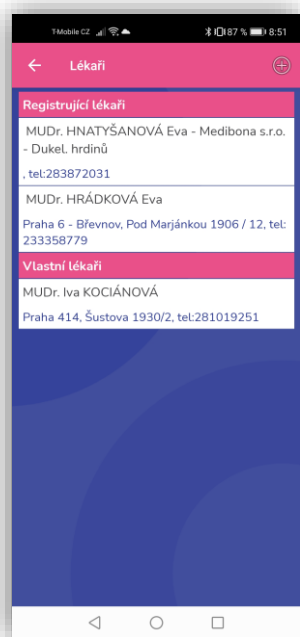 T-Mobile CZ 87 % 8:51
Lékaři
Registrující lékaři
MUDr. HNATYŠANOVÁ Eva - Medibona s.r.o.
- Dukel. hrdinů
, tel:283872031
MUDr. HRÁDKOVÁ Eva
Praha 6 - Břevnov, Pod Marjánkou 1906 / 12, tel:
233358779
Vlastní lékaři
MUDr. Iva KOCIÁNOVÁ
Praha 414, Šustova 1930/2, tel:281019251